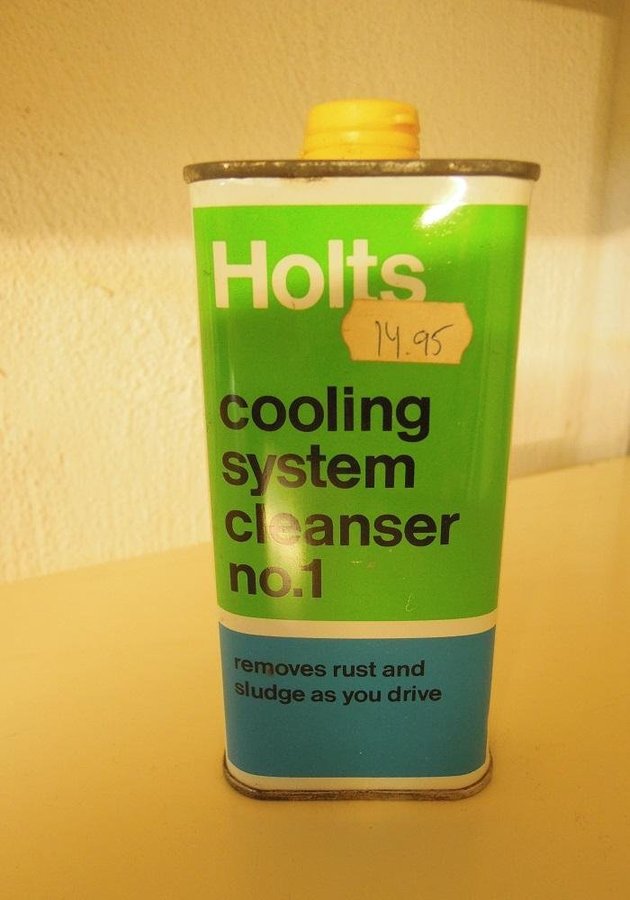 Holts
14.95
cooling
system
cleanser
no.1
removes rust and
sludge as you drive